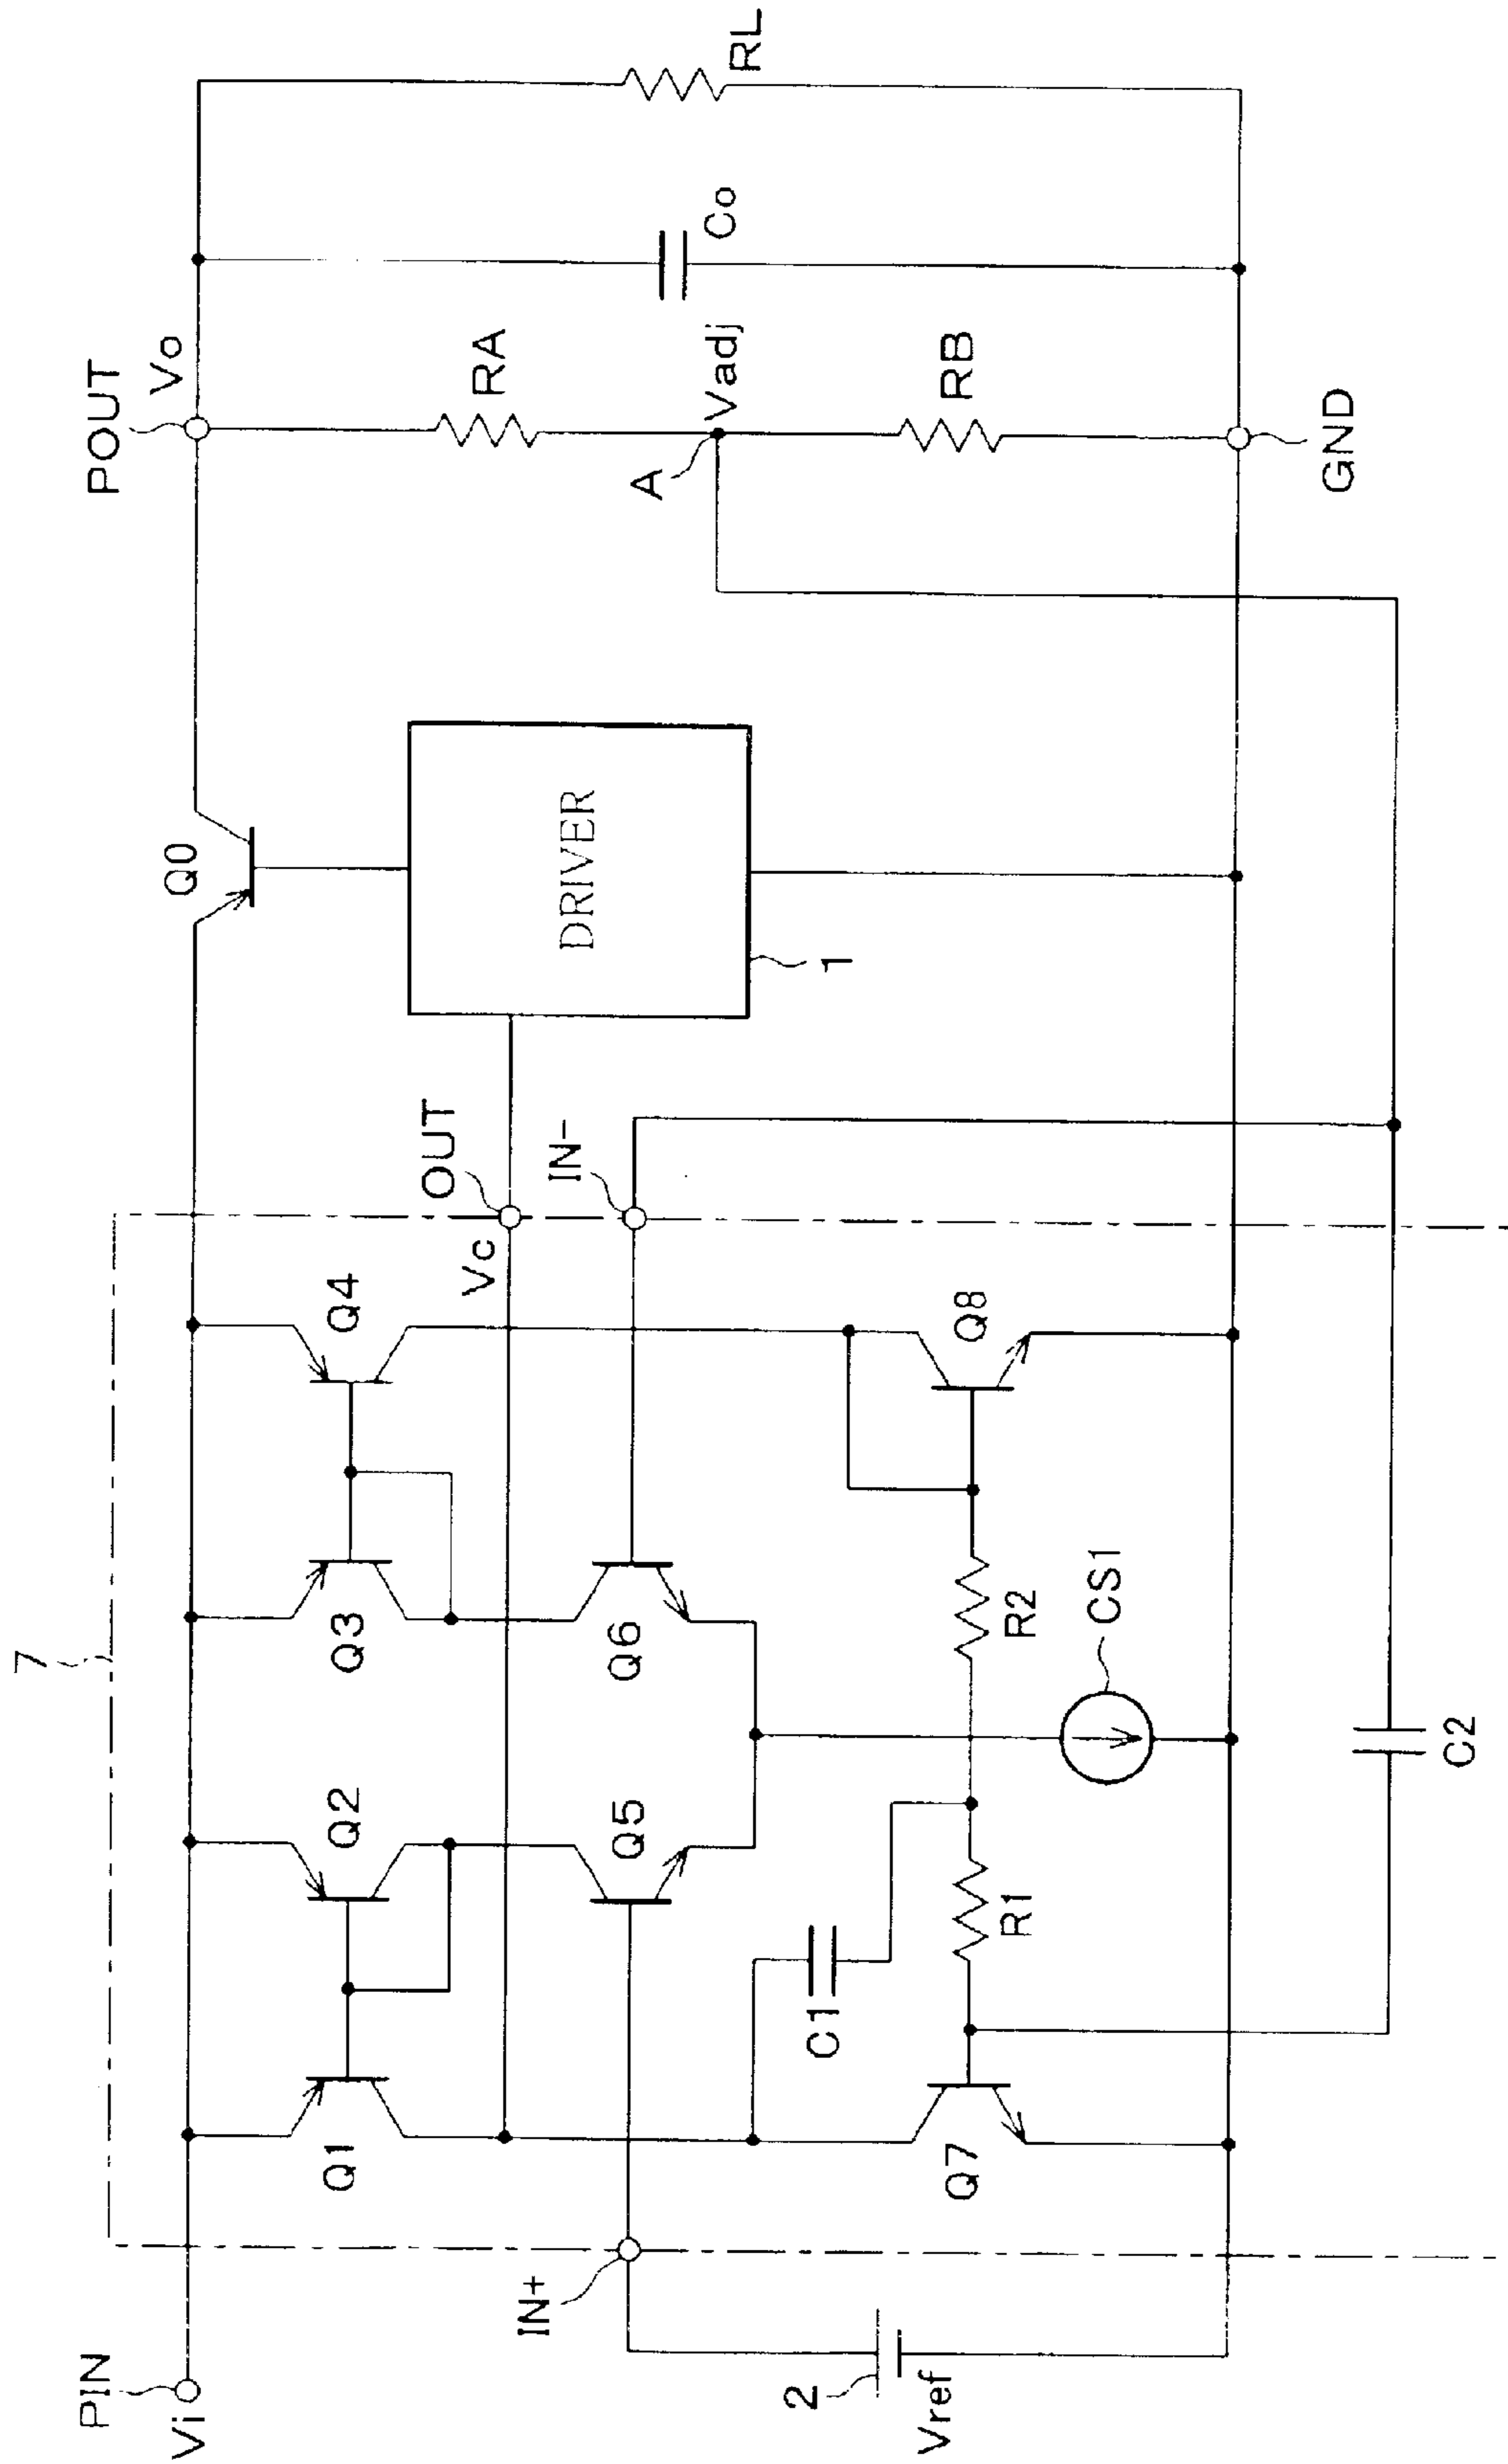 7
PIN
Vi
Q1
Q2
Q3
Q4
Q0
POUT
Vo
RL
Vc
OUT
IN-
DRIVER
1
RA
A
Vadj
Co
IN+
Q5
Q6
C1
2
Vref
Q7
R1
R2
Q8
CS1
RB
GND
C2